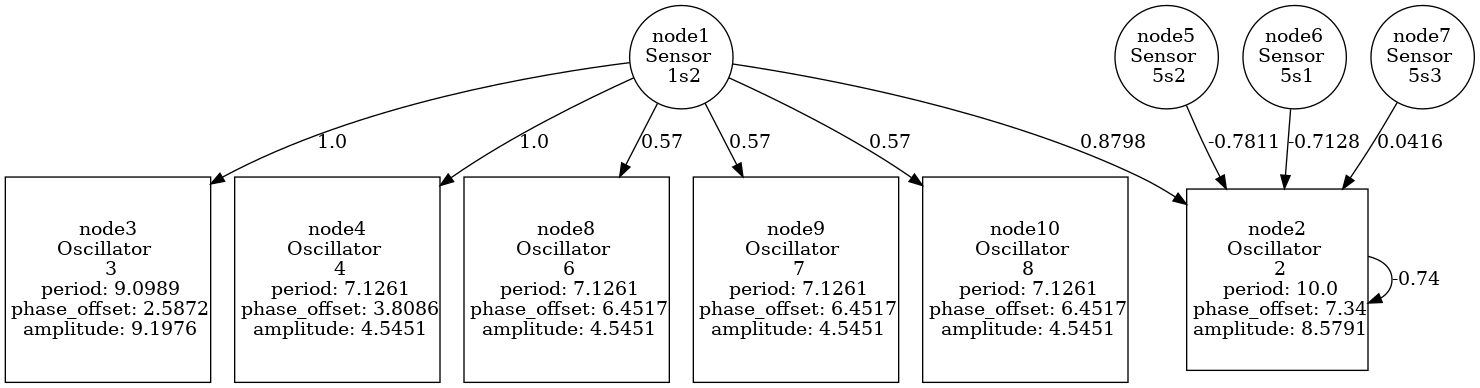 node1
Sensor
1s2
node5
Sensor
5s2
node6
Sensor
5s1
node7
Sensor
5s3
1.0
1.0
0.57
0.57
0.57
0.8798
-0.7811
-0.7128
0.0416
node3
Oscillator
3
period: 9.0989
phase_offset: 2.5872
amplitude: 9.1976
node4
Oscillator
4
period: 7.1261
phase_offset: 3.8086
amplitude: 4.5451
node8
Oscillator
6
period: 7.1261
phase_offset: 6.4517
amplitude: 4.5451
node9
Oscillator
7
period: 7.1261
phase_offset: 6.4517
amplitude: 4.5451
node10
Oscillator
8
period: 7.1261
phase_offset: 6.4517
amplitude: 4.5451
node2
Oscillator
2
period: 10.0
phase_offset: 7.34
amplitude: 8.5791
-0.74